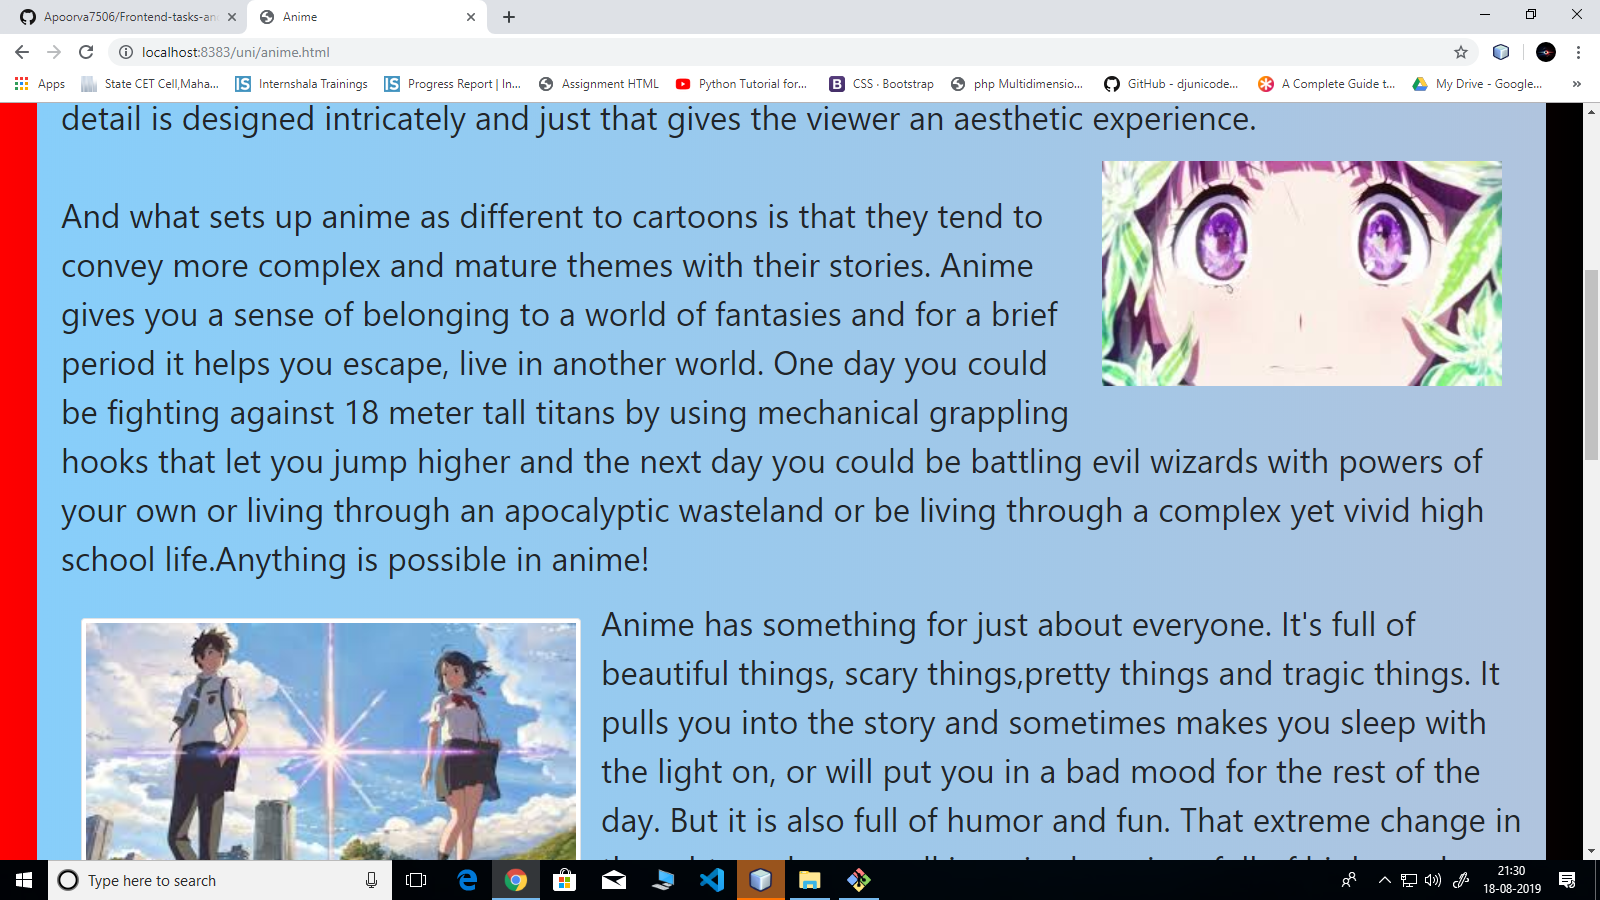 Apoorva7506/Frontend-tasks-an
Anime
localhost:8383/uni/anime.html
Apps
State CET Cell,Maha...
Internshala Trainings
Progress Report | In...
Assignment HTML
Python Tutorial for...
CSS · Bootstrap
php Multidimensio...
GitHub - djunicode...
A Complete Guide t...
My Drive - Google...
detail is designed intricately and just that gives the viewer an aesthetic experience.
And what sets up anime as different to cartoons is that they tend to
convey more complex and mature themes with their stories. Anime
gives you a sense of belonging to a world of fantasies and for a brief
period it helps you escape, live in another world. One day you could
be fighting against 18 meter tall titans by using mechanical grappling
hooks that let you jump higher and the next day you could be battling evil wizards with powers of
your own or living through an apocalyptic wasteland or be living through a complex yet vivid high
school life.Anything is possible in anime!
Anime has something for just about everyone. It's full of
beautiful things, scary things,pretty things and tragic things. It
pulls you into the story and sometimes makes you sleep with
the light on, or will put you in a bad mood for the rest of the
day. But it is also full of humor and fun. That extreme change in
Type here to search
21:30
18-08-2019